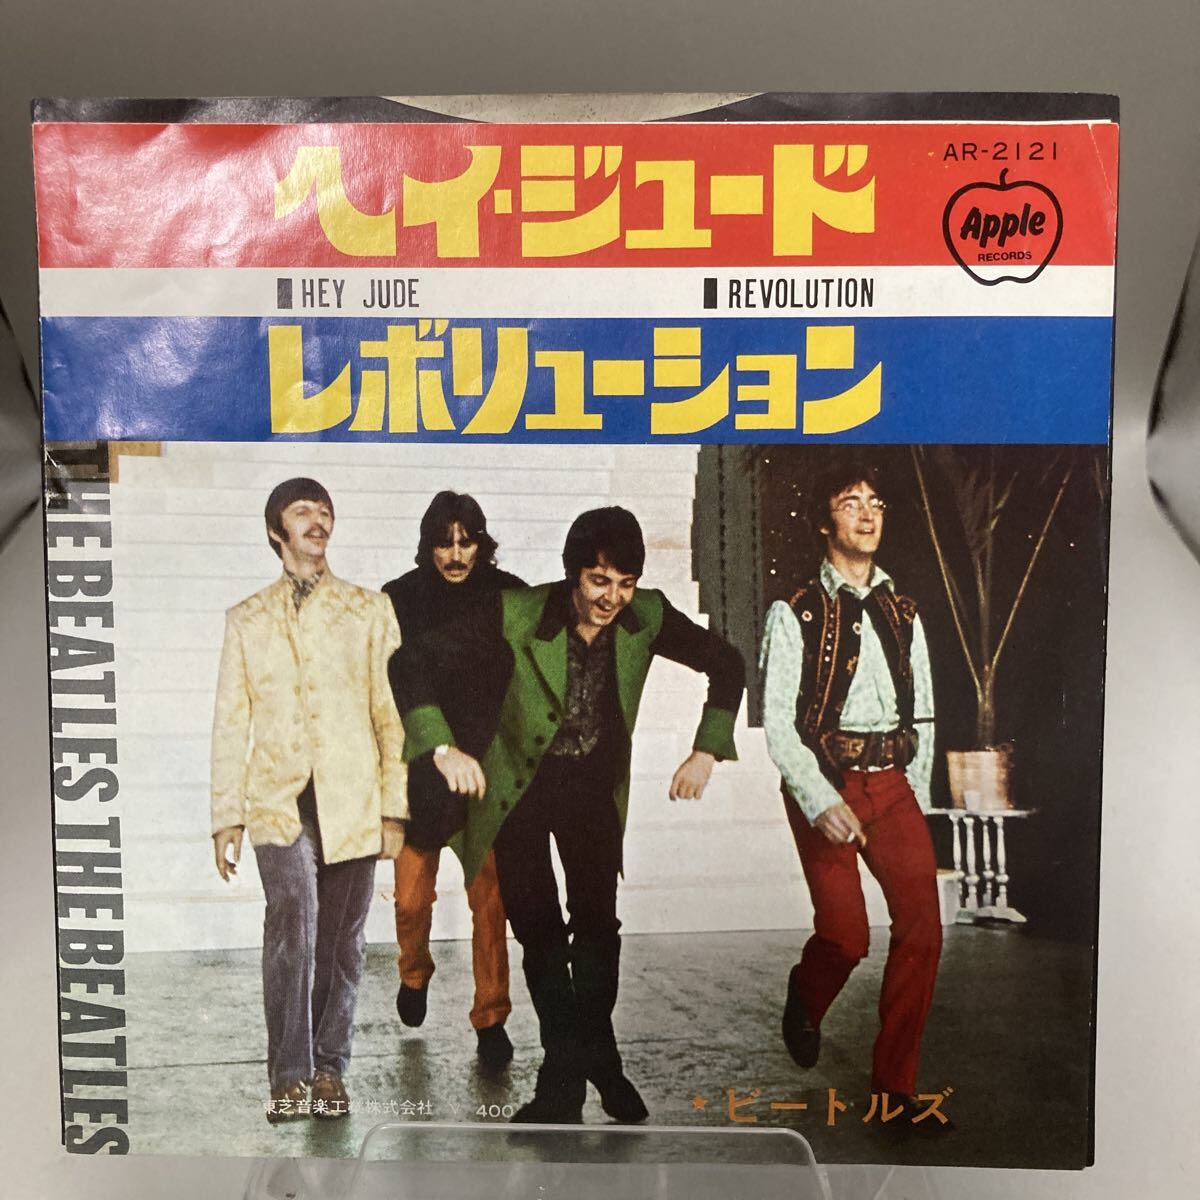 ヘイ・ジュード
AR-2121
Apple
RECORDS
HEY JUDE
REVOLUTION
レボリューション
THE BEATLES THE BEATLES THE BEATLES
東芝音楽工業株式会社 ¥ 400
★ビートルズ